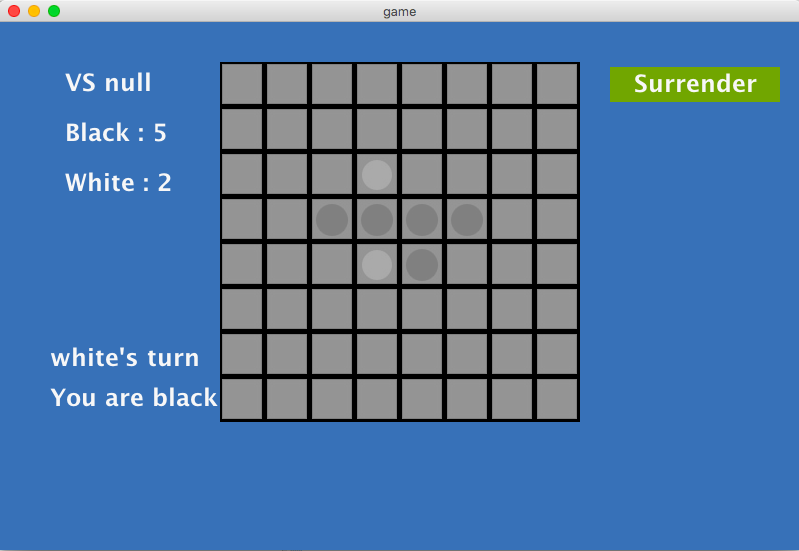 game
VS null
Surrender
Black : 5
White : 2
white's turn
You are black